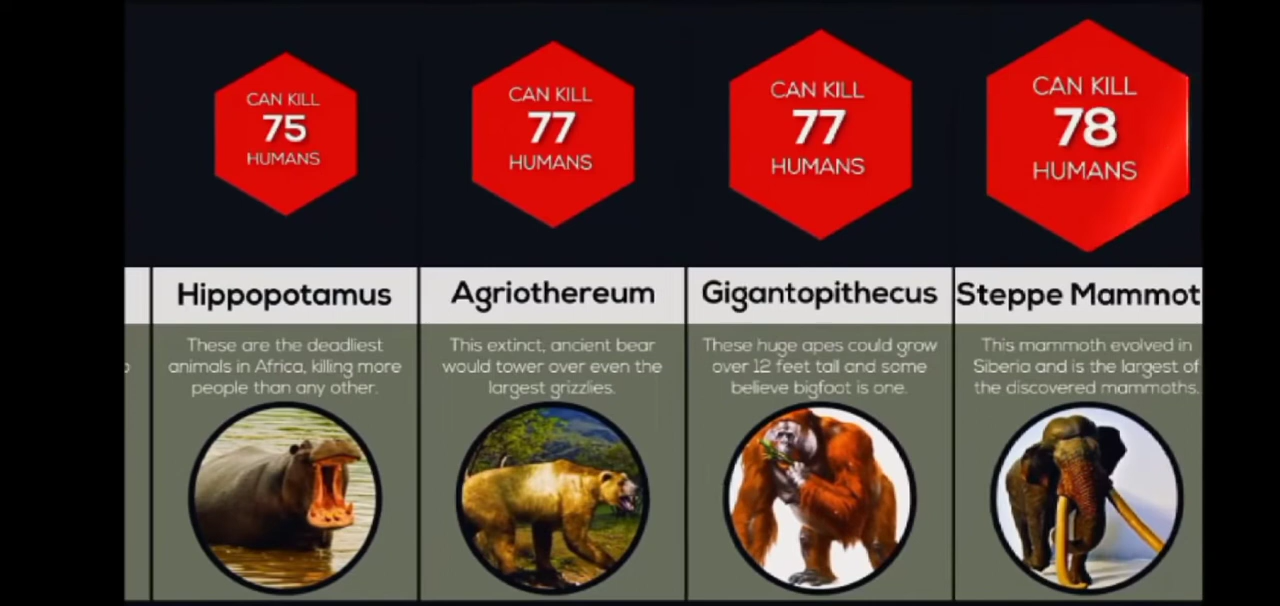 CAN KILL
75
HUMANS
CAN KILL
77
HUMANS
CAN KILL
77
HUMANS
CAN KILL
78
HUMANS
Hippopotamus
Agriothereum
Gigantopithecus
Steppe Mammot
These are the deadliest
animals in Africa, killing more
people than any other.
This extinct, ancient bear
would tower over even the
largest grizzlies.
These huge apes could grow
over 12 feet tall and some
believe bigfoot is one.
This mammoth evolved in
Siberia and is the largest of
the discovered mammoths.